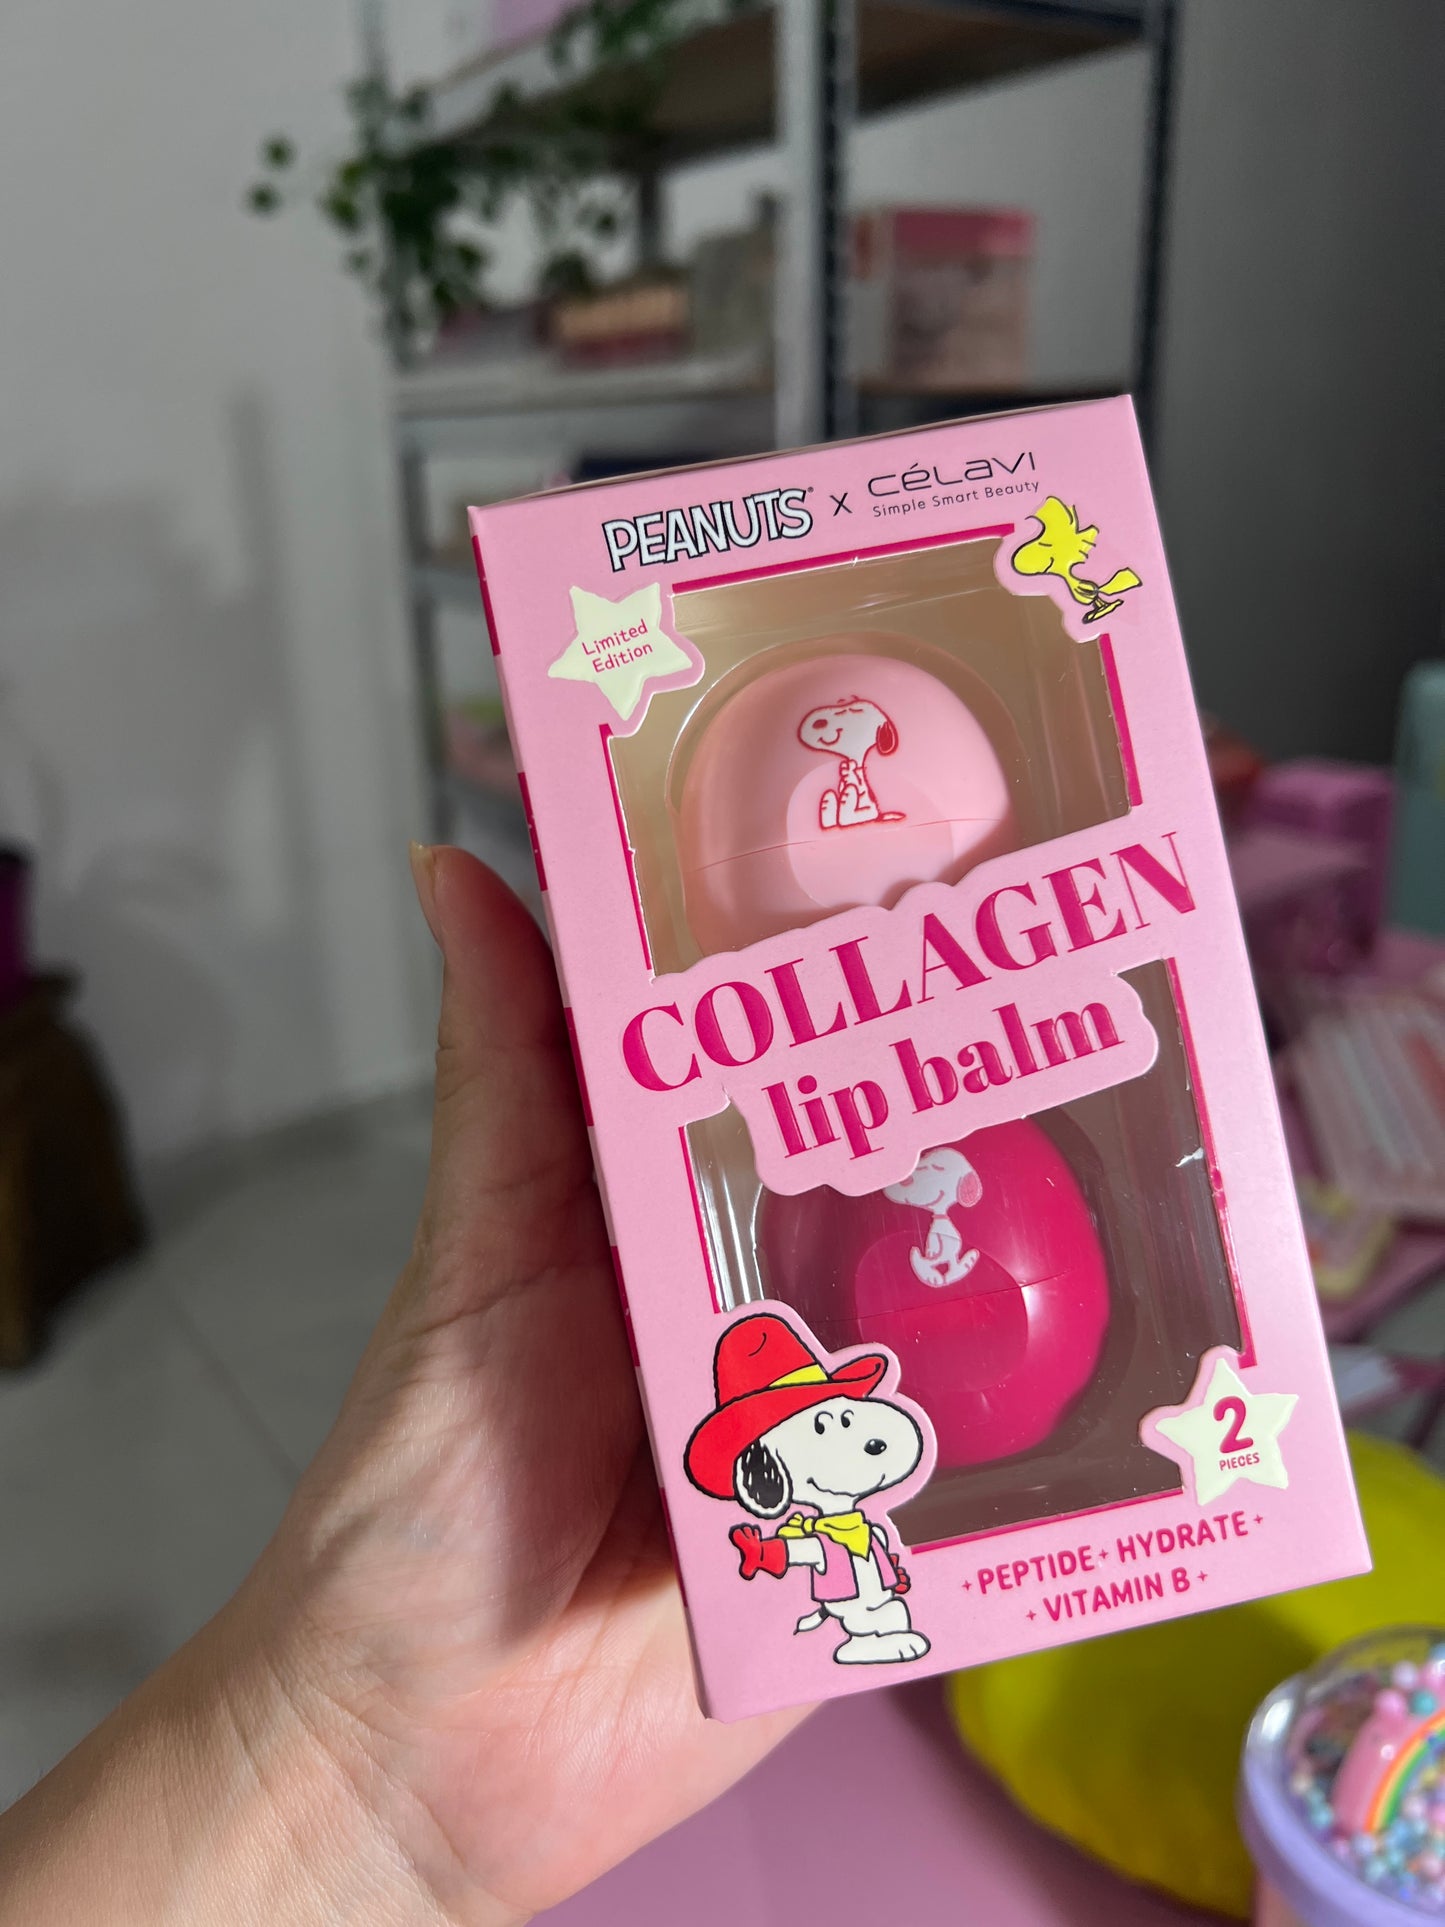 PEANUTS® x CéLavi
Simple Smart Beauty
Limited
Edition
COLLAGEN
lip balm
2
PIECES
PEPTIDE HYDRATE
VITAMIN B